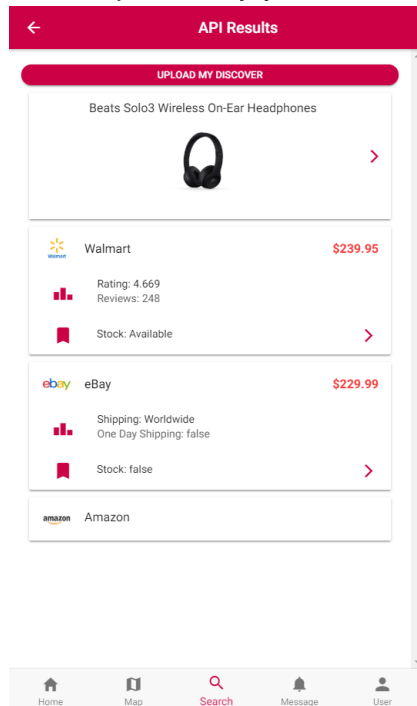 API Results
UPLOAD MY DISCOVER
Beats Solo3 Wireless On-Ear Headphones
Walmart
Walmart
$239.95
Rating: 4.669
Reviews: 248
Stock: Available
ebay
eBay
$229.99
Shipping: Worldwide
One Day Shipping: false
Stock: false
amazon
Amazon
Home
Map
Search
Message
User